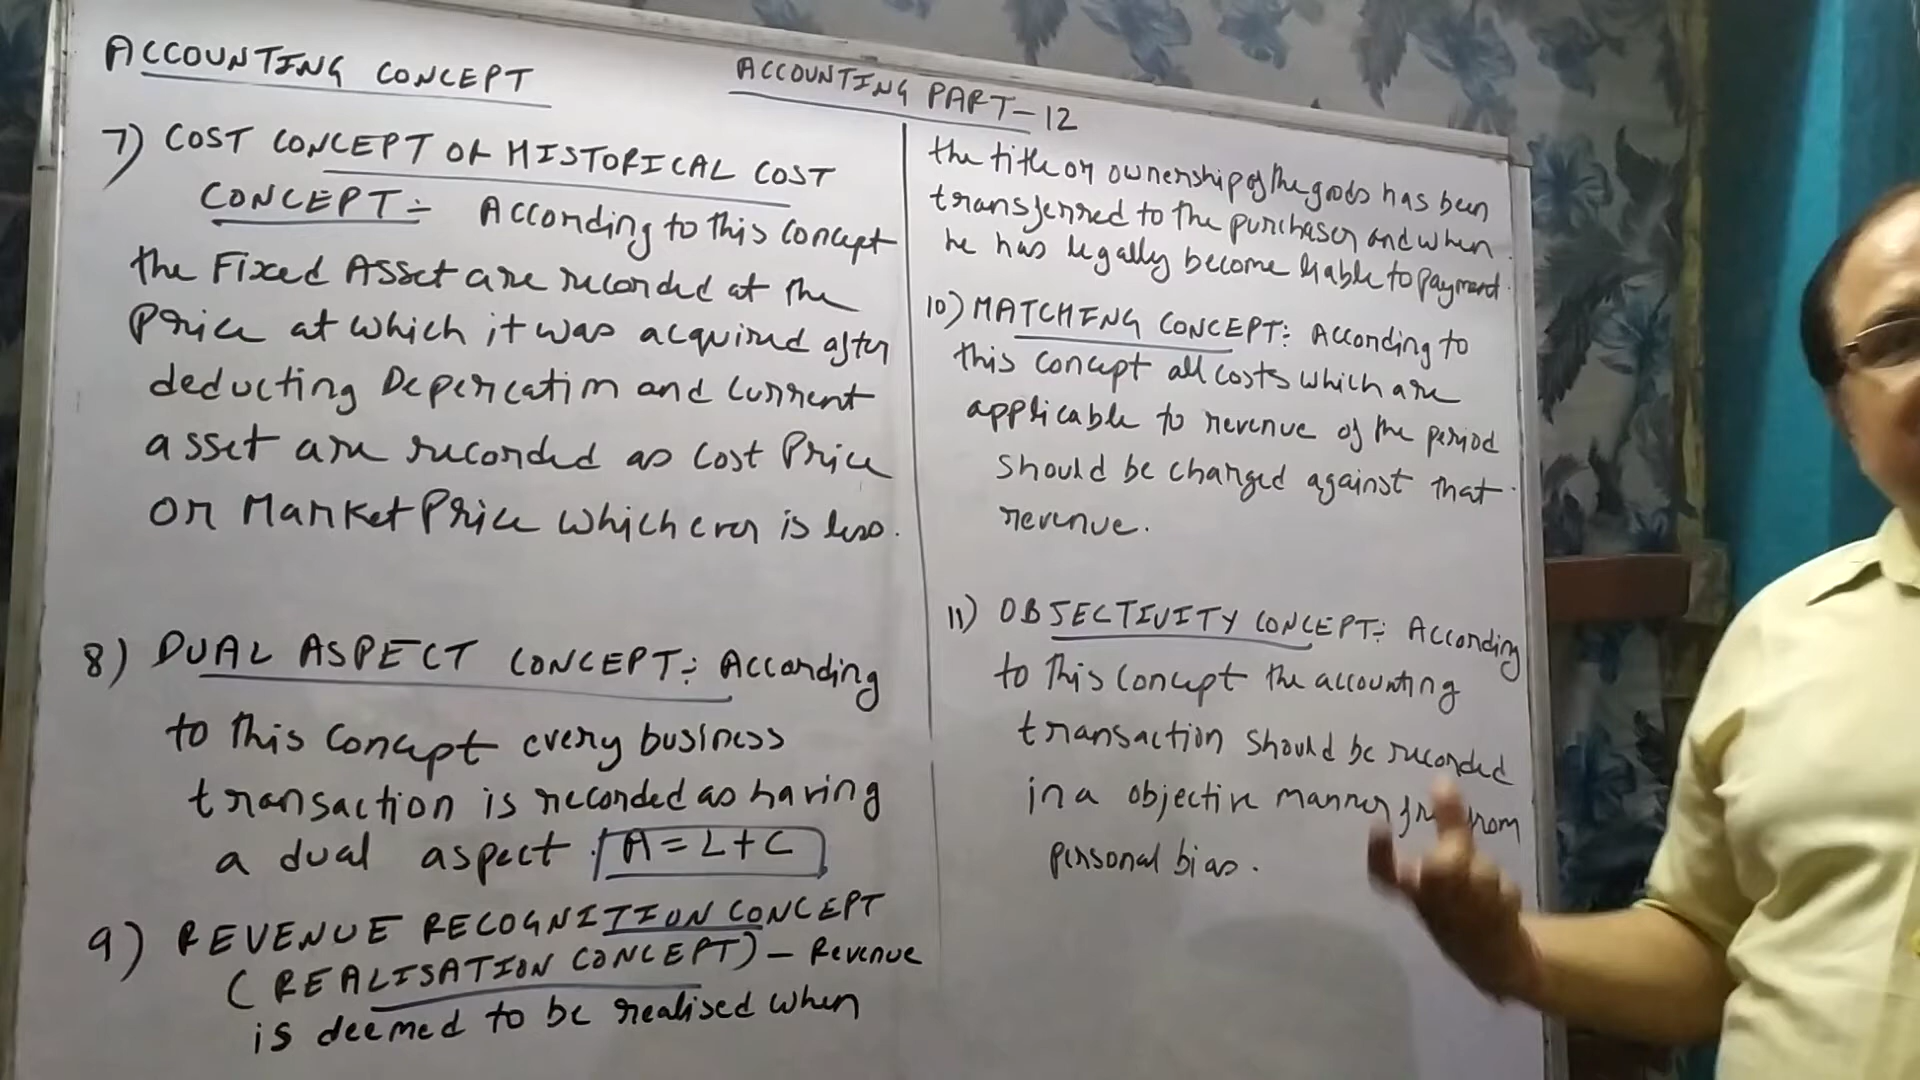 ACCOUNTING CONCEPT
ACCOUNTING PART-12
7) COST CONCEPT OR HISTORICAL COST
CONCEPT:- According to this concept
the Fixed Asset are recorded at the
Price at which it was acquired after
deducting Depercation and current
asset are recorded as cost Price
or Market Price which ever is less.
8) DUAL ASPECT CONCEPT:- According
to this concept every business
transaction is recorded as having
a dual aspect. A=L+C
9) REVENUE RECOGNITION CONCEPT
(REALISATION CONCEPT) - Revenue
is deemed to be realised when
the title or ownership of the goods has been
transferred to the purchaser and when
he has legally become liable to payment.
10) MATCHING CONCEPT: According to
this concept all costs which are
applicable to revenue of the period
should be charged against that
revenue.
11) OBJECTIVITY CONCEPT:- According
to this concept the accounting
transaction should be recorded
in a objective manner from
personal bias.